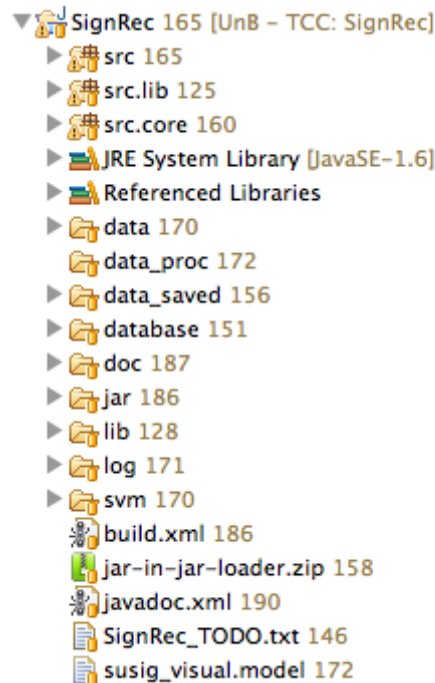 SignRec 165 [UnB - TCC: SignRec]
src 165
src.lib 125
src.core 160
JRE System Library [JavaSE-1.6]
Referenced Libraries
data 170
data_proc 172
data_saved 156
database 151
doc 187
jar 186
lib 128
log 171
svm 170
build.xml 186
jar-in-jar-loader.zip 158
javadoc.xml 190
SignRec_TODO.txt 146
susig_visual.model 172